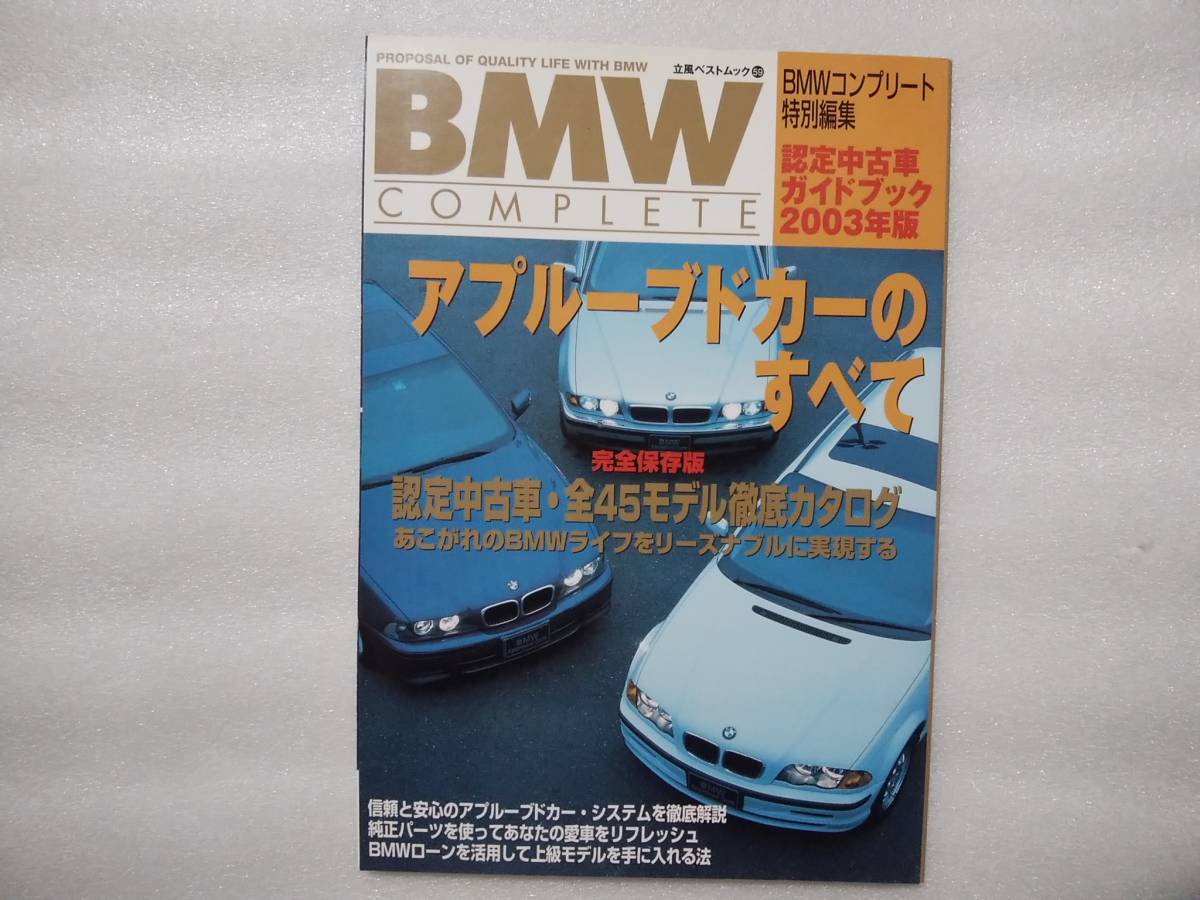 PROPOSAL OF QUALITY LIFE WITH BMW
立風ベストムック59
BMW
COMPLETE
BMWコンプリート
特別編集
認定中古車
ガイドブック
2003年版
アプルーブドカーの
すべて
完全保存版
認定中古車・全45モデル徹底カタログ
あこがれのBMWライフをリーズナブルに実現する
BMW
BMW
BMW
信頼と安心のアプルーブドカー・システムを徹底解説
純正パーツを使ってあなたの愛車をリフレッシュ
BMWローンを活用して上級モデルを手に入れる法